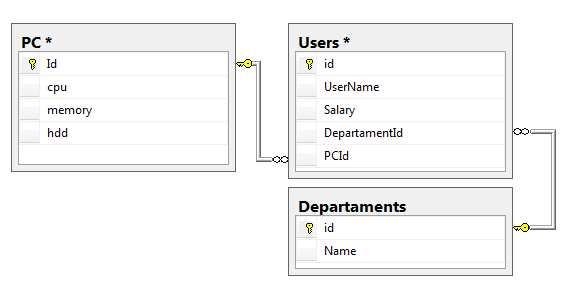 PC *
Id
cpu
memory
hdd
Users *
id
UserName
Salary
DepartamentId
PCId
Departaments
id
Name